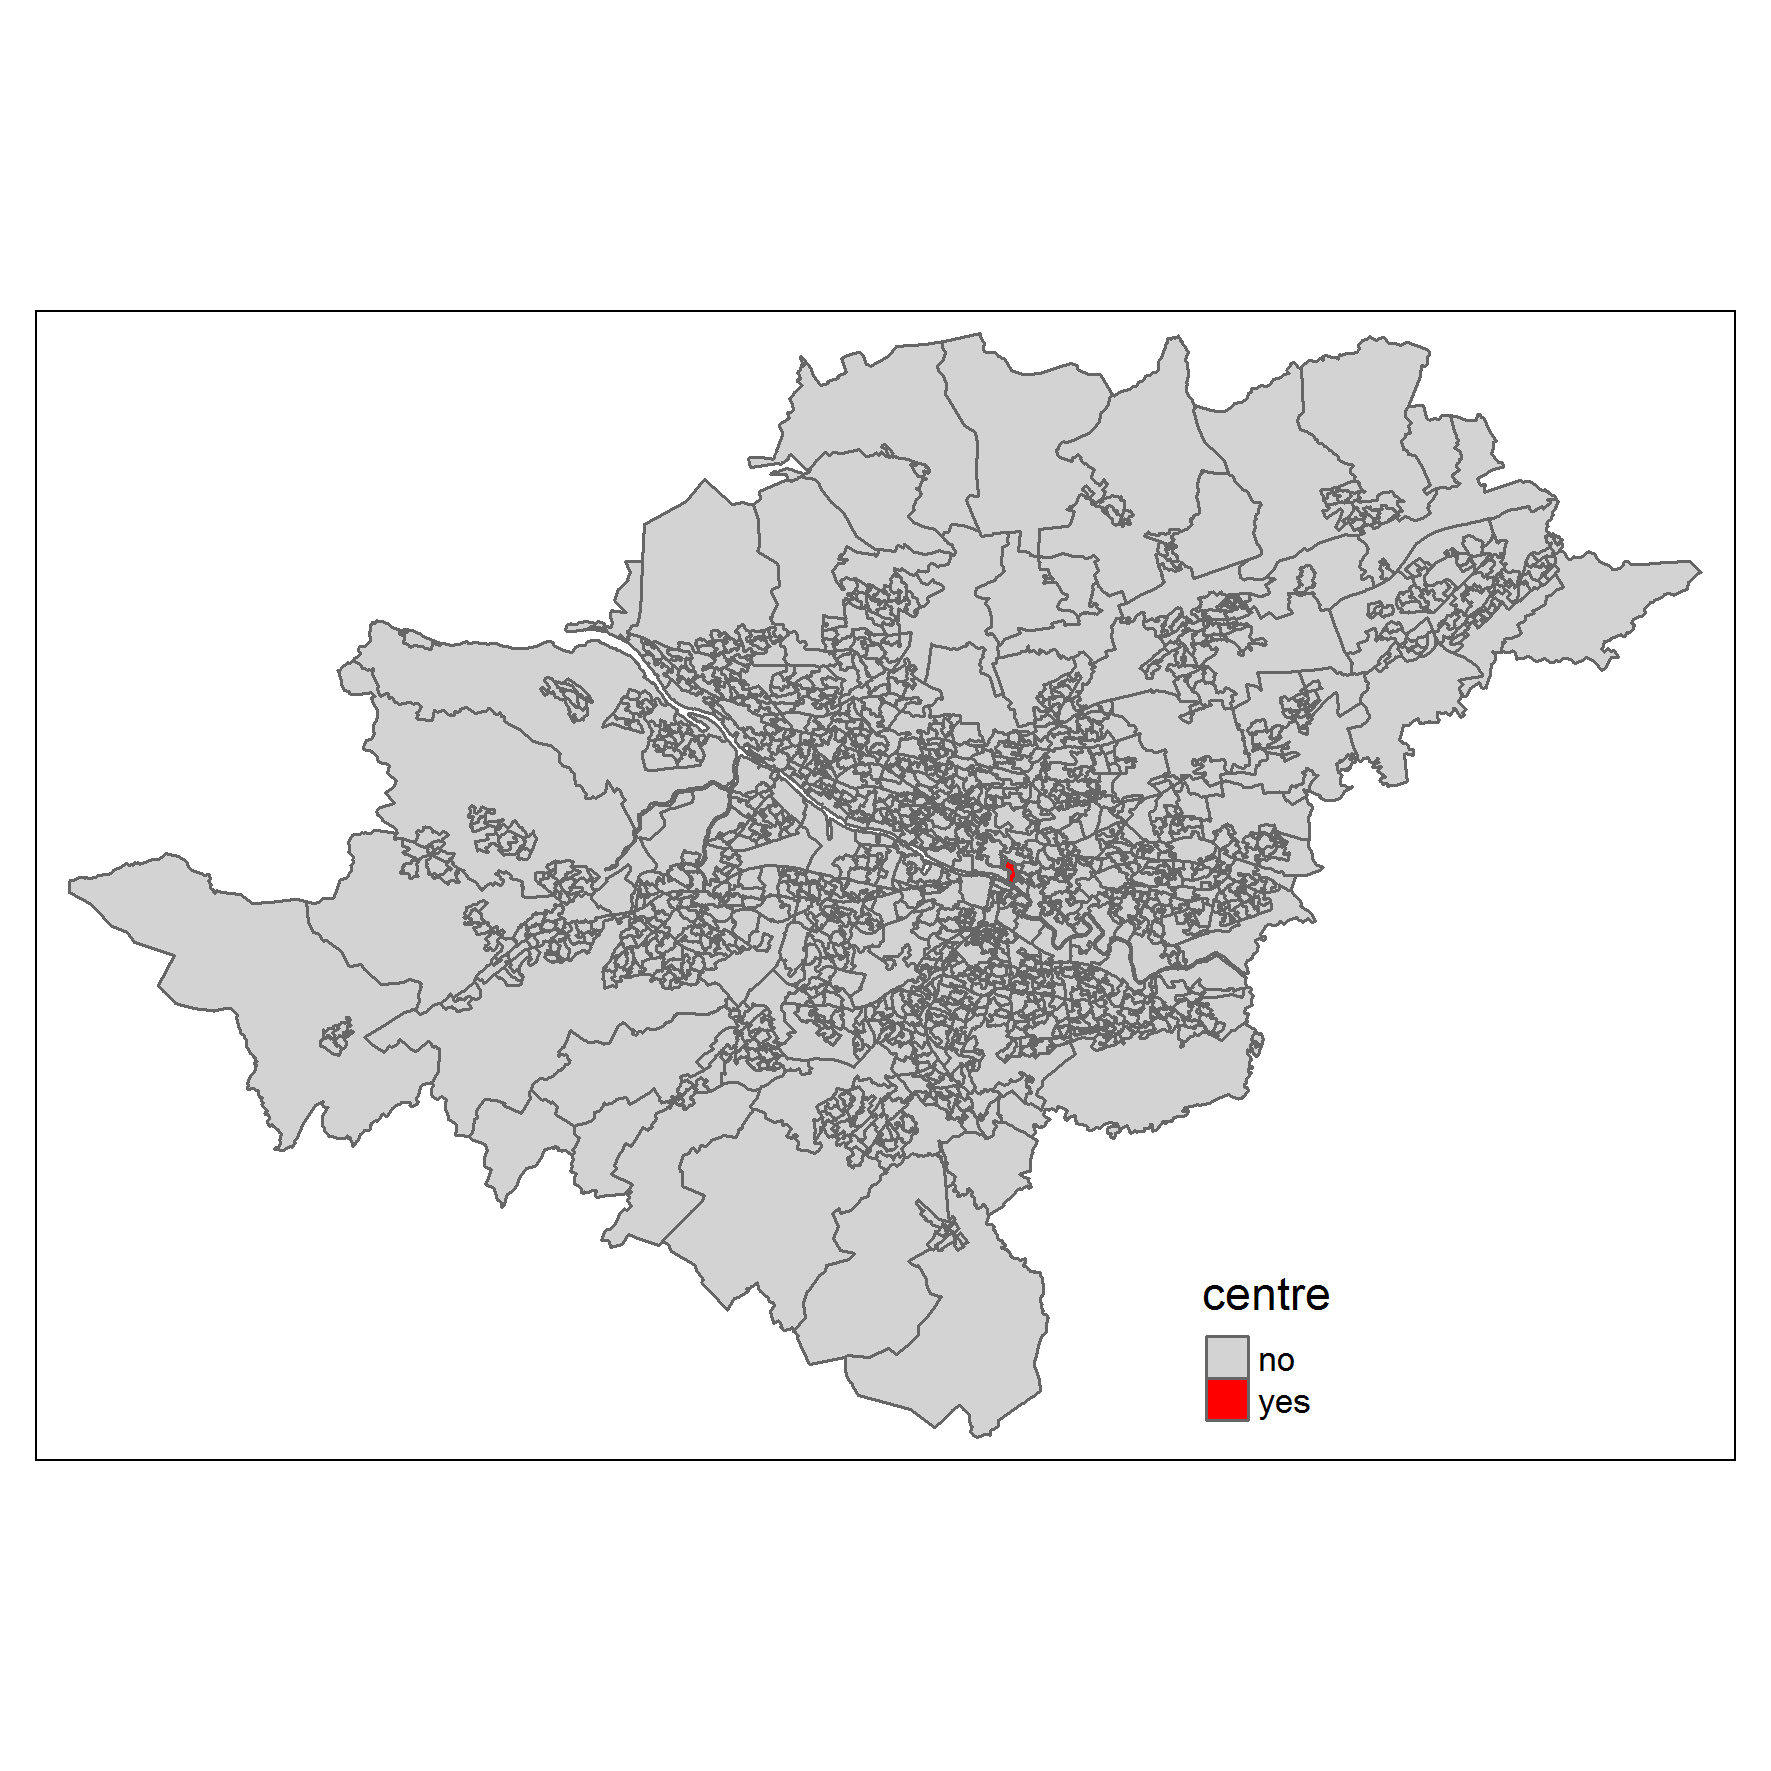 centre
no
yes